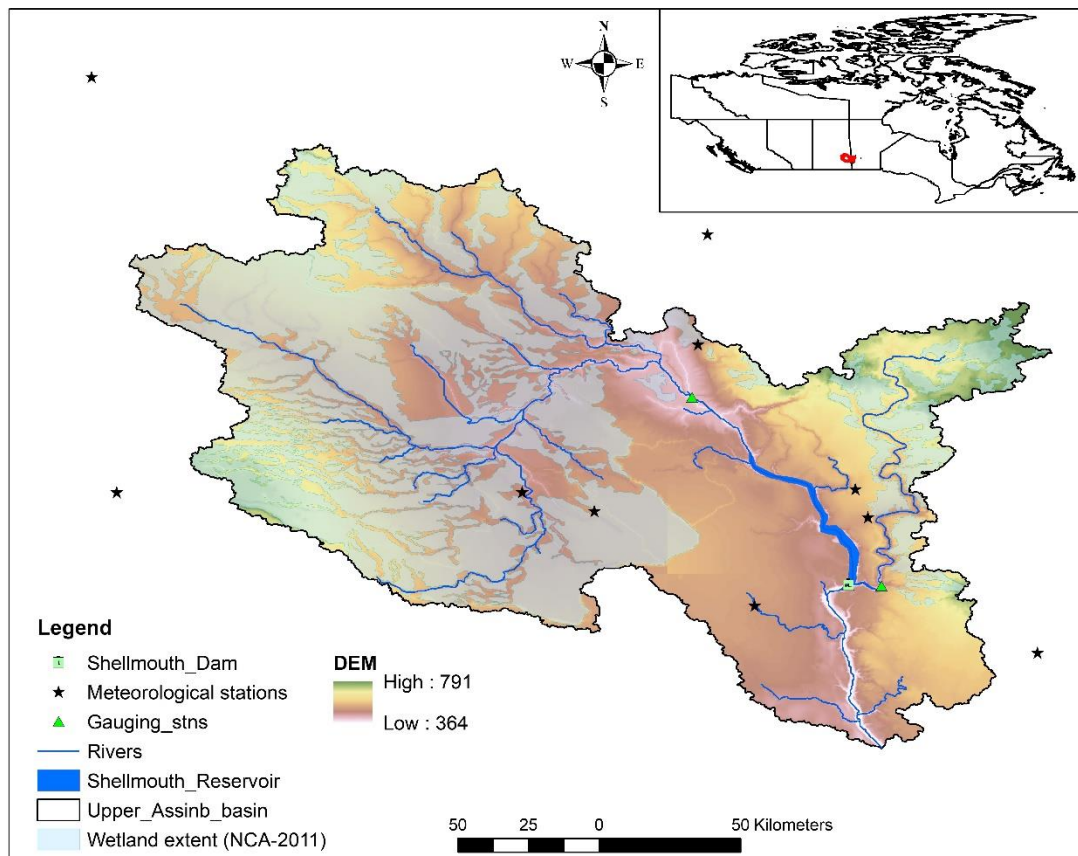 N
W E
S
Legend
Shellmouth_Dam
Meteorological stations
Gauging_stns
Rivers
Shellmouth_Reservoir
Upper_Assinb_basin
Wetland extent (NCA-2011)
DEM
High : 791
Low : 364
50 25 0 50 Kilometers